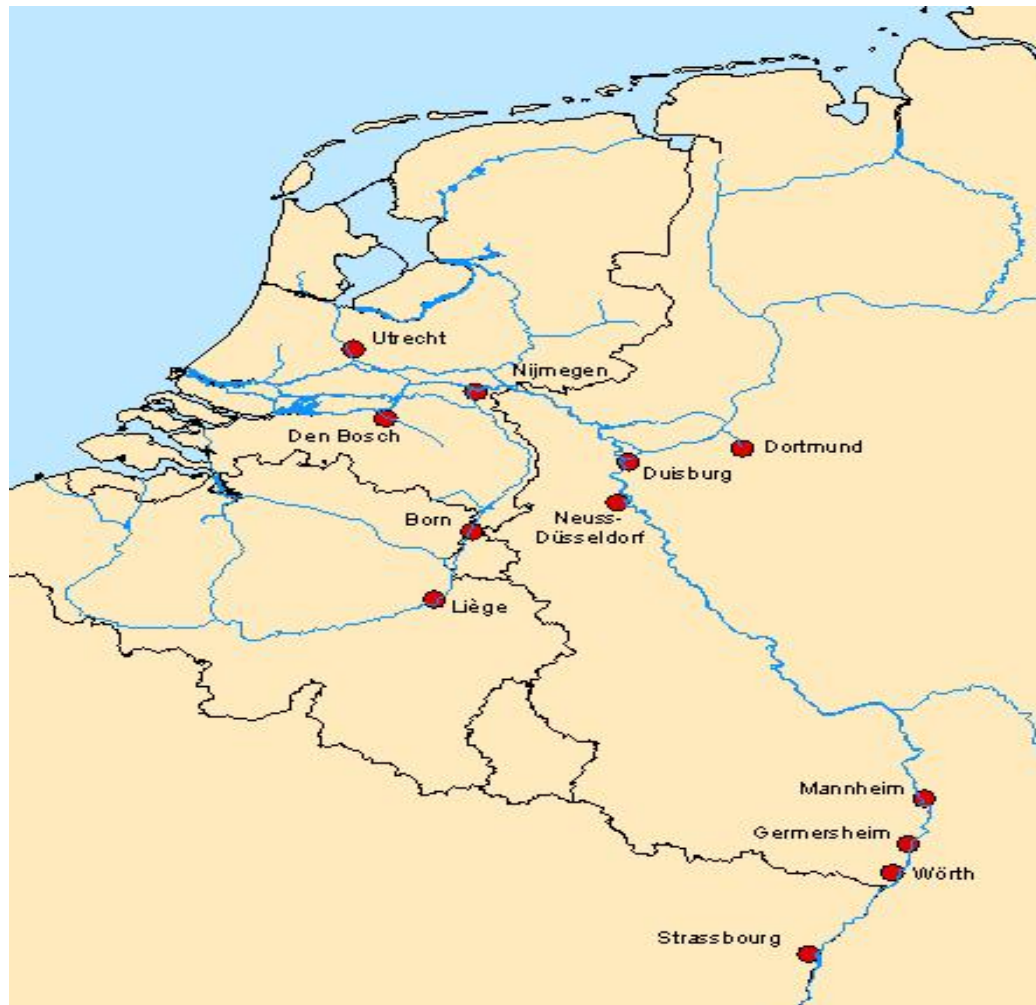 Utrecht
Nijmegen
Den Bosch
Dortmund
Duisburg
Born
Neuss-
Düsseldorf
Liège
Mannheim
Germersheim
Wörth
Strassbourg